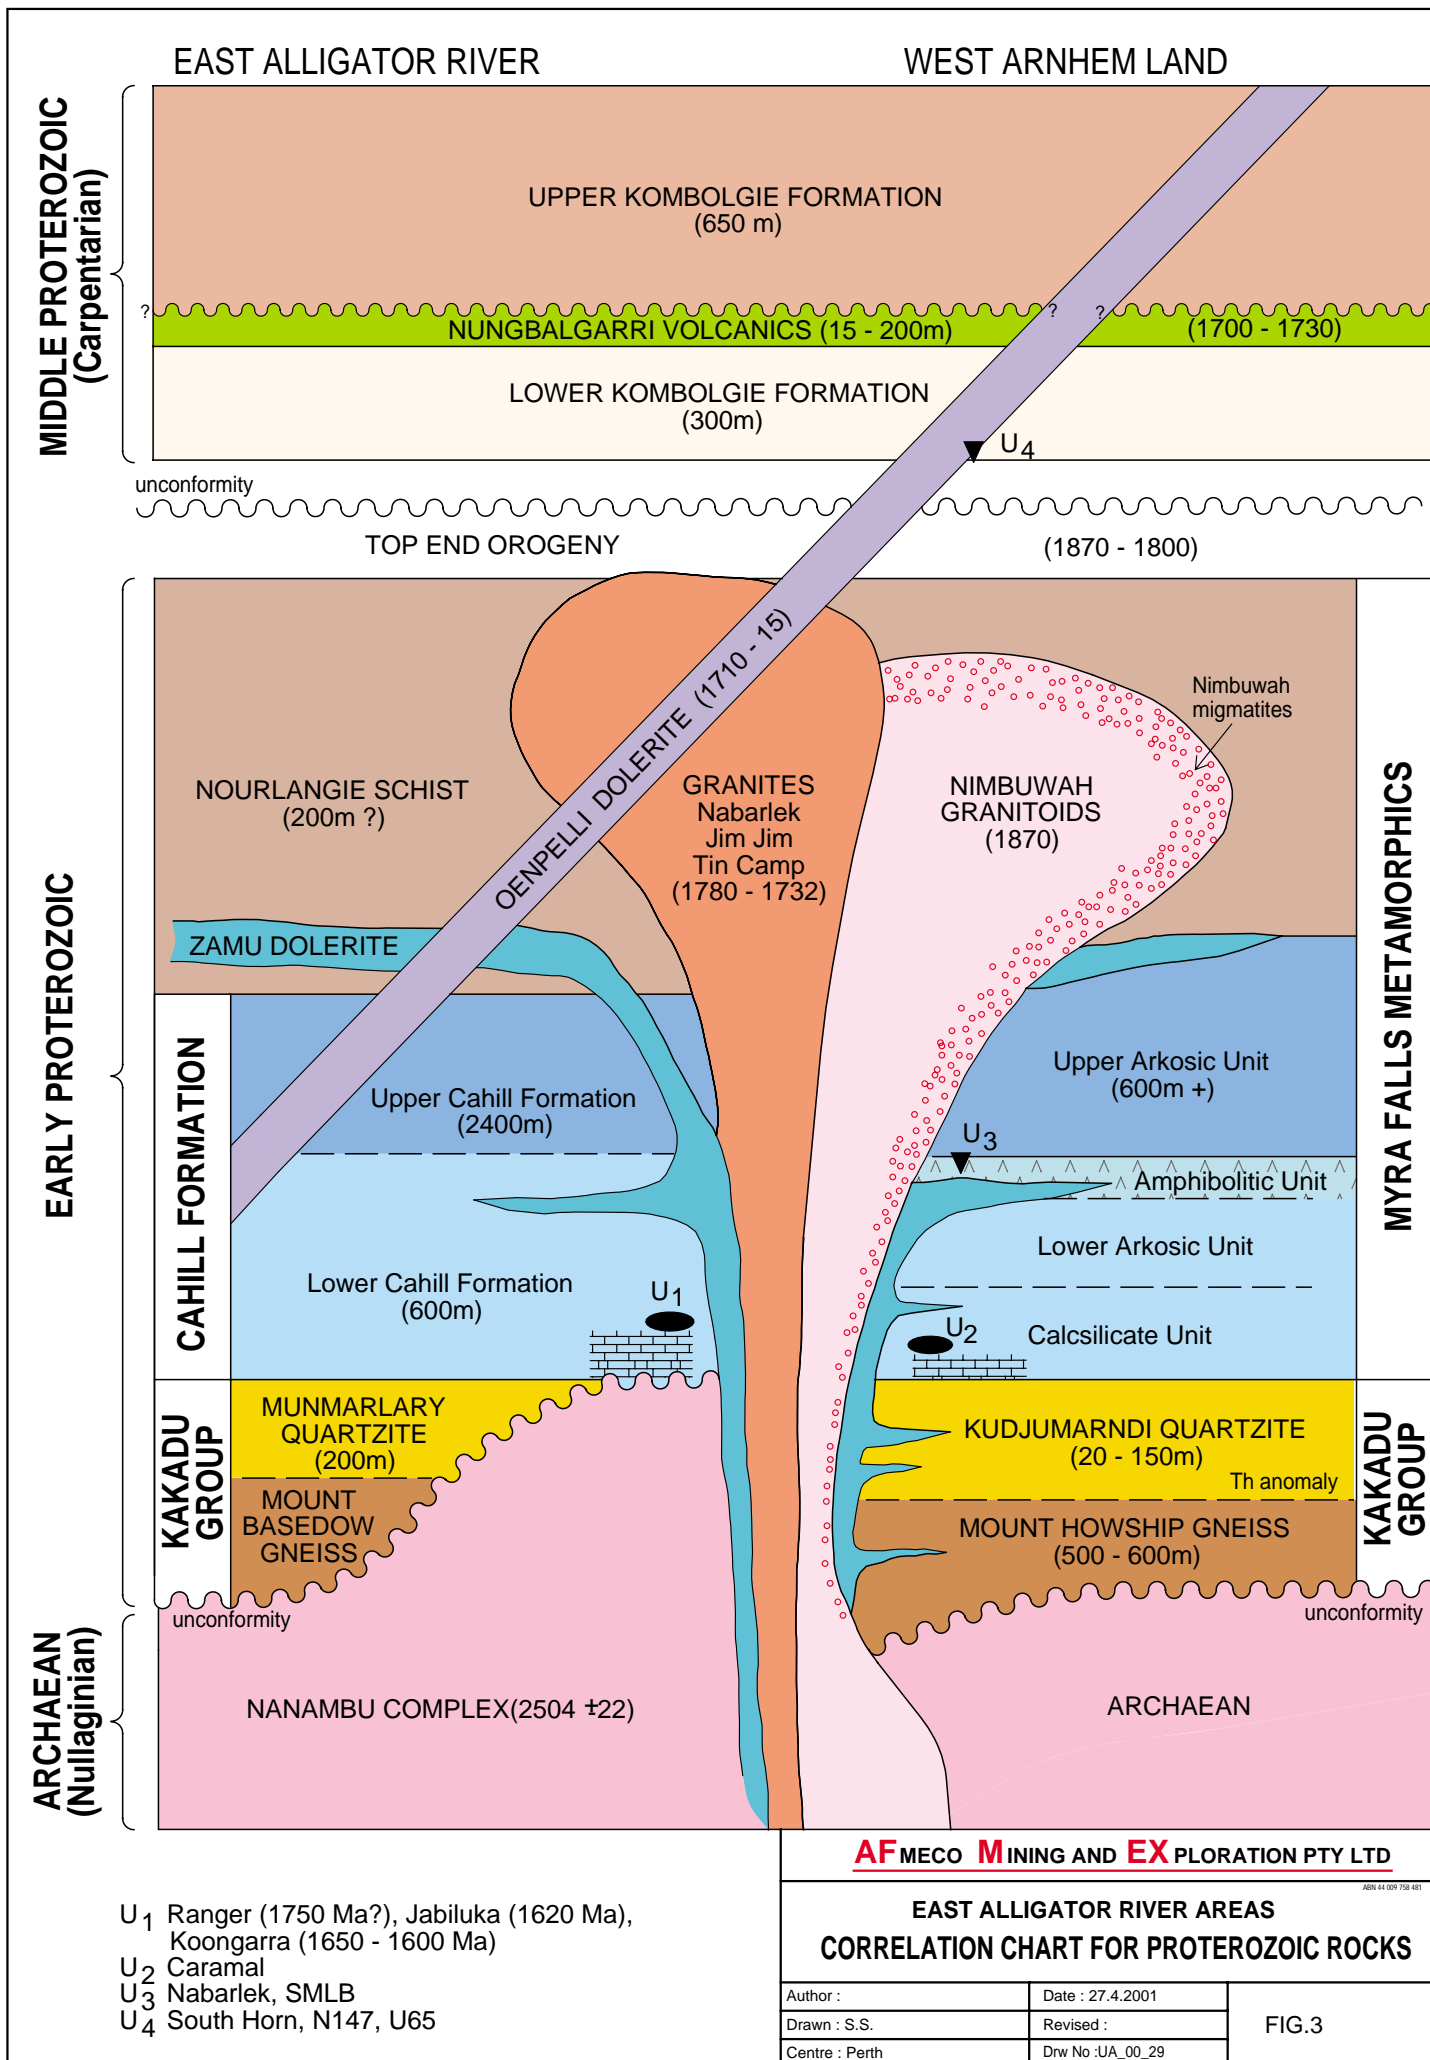 EAST ALLIGATOR RIVER
WEST ARNHEM LAND
MIDDLE PROTEROZOIC
(Carpentarian)
UPPER KOMBOLGIE FORMATION
(650 m)
?
?
?
NUNGBALGARRI VOLCANICS (15 - 200m)
(1700 - 1730)
LOWER KOMBOLGIE FORMATION
(300m)
U4
unconformity
TOP END OROGENY
(1870 - 1800)
EARLY PROTEROZOIC
OENPELLI DOLERITE (1710 - 15)
Nimbuwah
migmatites
NOURLANGIE SCHIST
(200m ?)
GRANITES
Nabarlek
Jim Jim
Tin Camp
(1780 - 1732)
NIMBUWAH
GRANITOIDS
(1870)
MYRA FALLS METAMORPHICS
ZAMU DOLERITE
CAHILL FORMATION
Upper Cahill Formation
(2400m)
Upper Arkosic Unit
(600m +)
U3
Amphibolitic Unit
Lower Arkosic Unit
Lower Cahill Formation
(600m)
U1
U2
Calcsilicate Unit
KAKADU
GROUP
MUNMARLARY
QUARTZITE
(200m)
MOUNT
BASEDOW
GNEISS
KUDJUMARNDI QUARTZITE
(20 - 150m)
Th anomaly
MOUNT HOWSHIP GNEISS
(500 - 600m)
KAKADU
GROUP
unconformity
unconformity
ARCHAEAN
(Nullaginian)
NANAMBU COMPLEX(2504 ±22)
ARCHAEAN
AFMECO MINING AND EXPLORATION PTY LTD
ABN 44 009 758 481
EAST ALLIGATOR RIVER AREAS
CORRELATION CHART FOR PROTEROZOIC ROCKS
Author :
Date : 27.4.2001
Drawn : S.S.
Revised :
FIG.3
Centre : Perth
Drw No :UA_00_29
U1 Ranger (1750 Ma?), Jabiluka (1620 Ma),
Koongarra (1650 - 1600 Ma)
U2 Caramal
U3 Nabarlek, SMLB
U4 South Horn, N147, U65